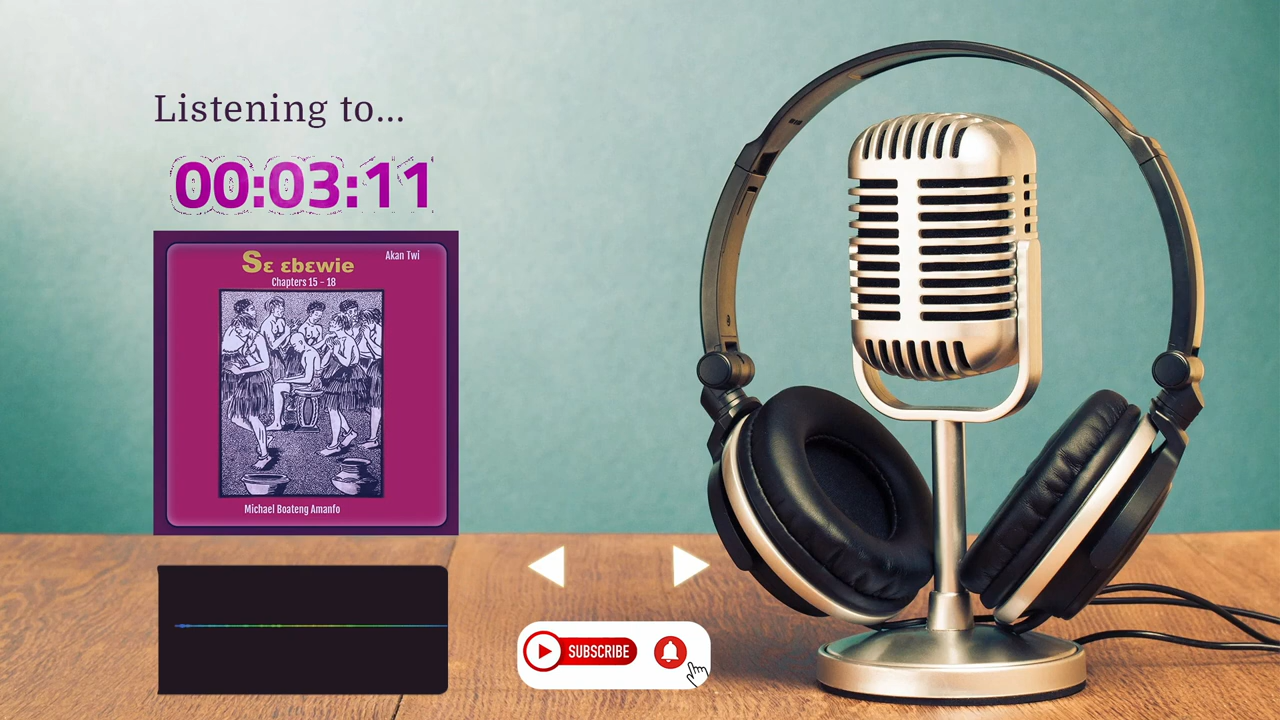 Listening to...
00:03:11
Akan Twi
Sɛ ɛbɛwie
Chapters 15 - 18
Michael Boateng Amanfo
SUBSCRIBE